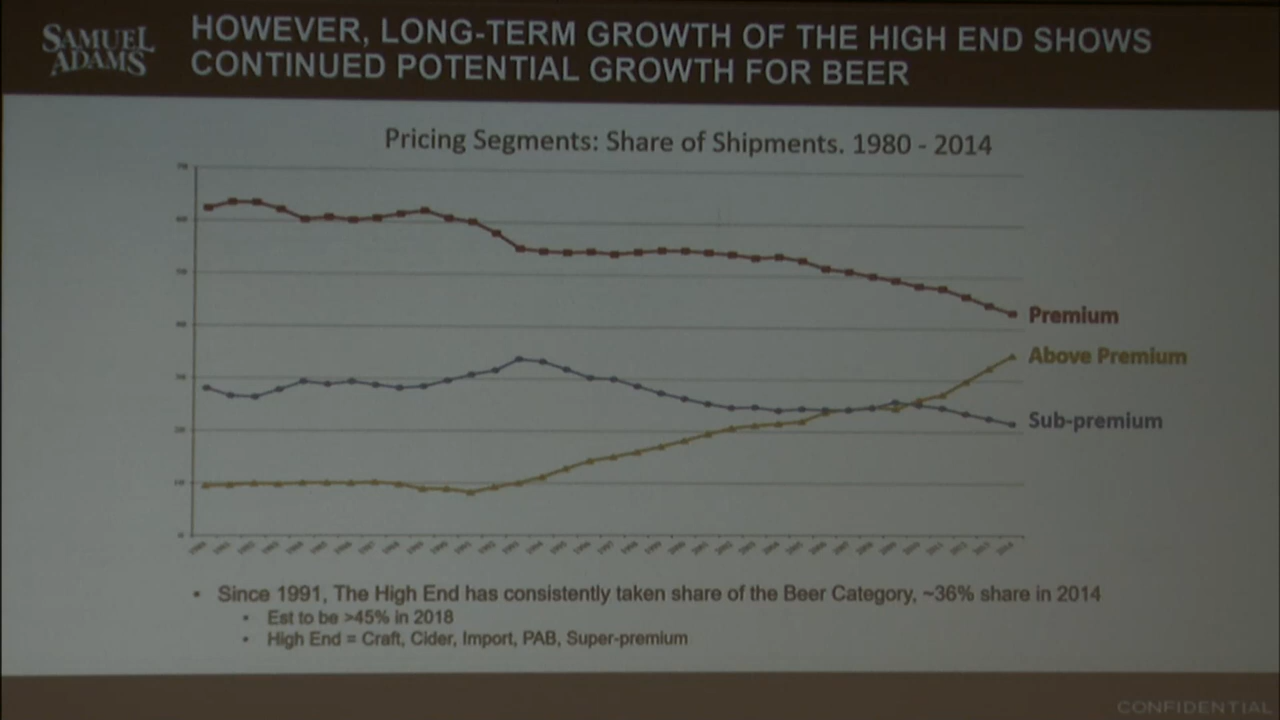 SAMUEL
ADAMS
HOWEVER, LONG-TERM GROWTH OF THE HIGH END SHOWS
CONTINUED POTENTIAL GROWTH FOR BEER
Pricing Segments: Share of Shipments. 1980 - 2014
Premium
Above Premium
Sub-premium
• Since 1991, The High End has consistently taken share of the Beer Category, ~36% share in 2014
• Est to be >45% in 2018
• High End = Craft, Cider, Import, PAB, Super-premium
CONFIDENTIAL